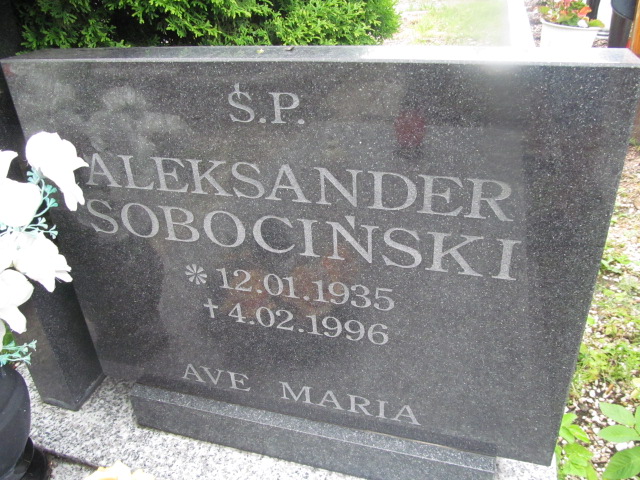 Ś.P.
ALEKSANDER
SOBOCIŃSKI
* 12.01.1935
† 4.02.1996
AVE MARIA